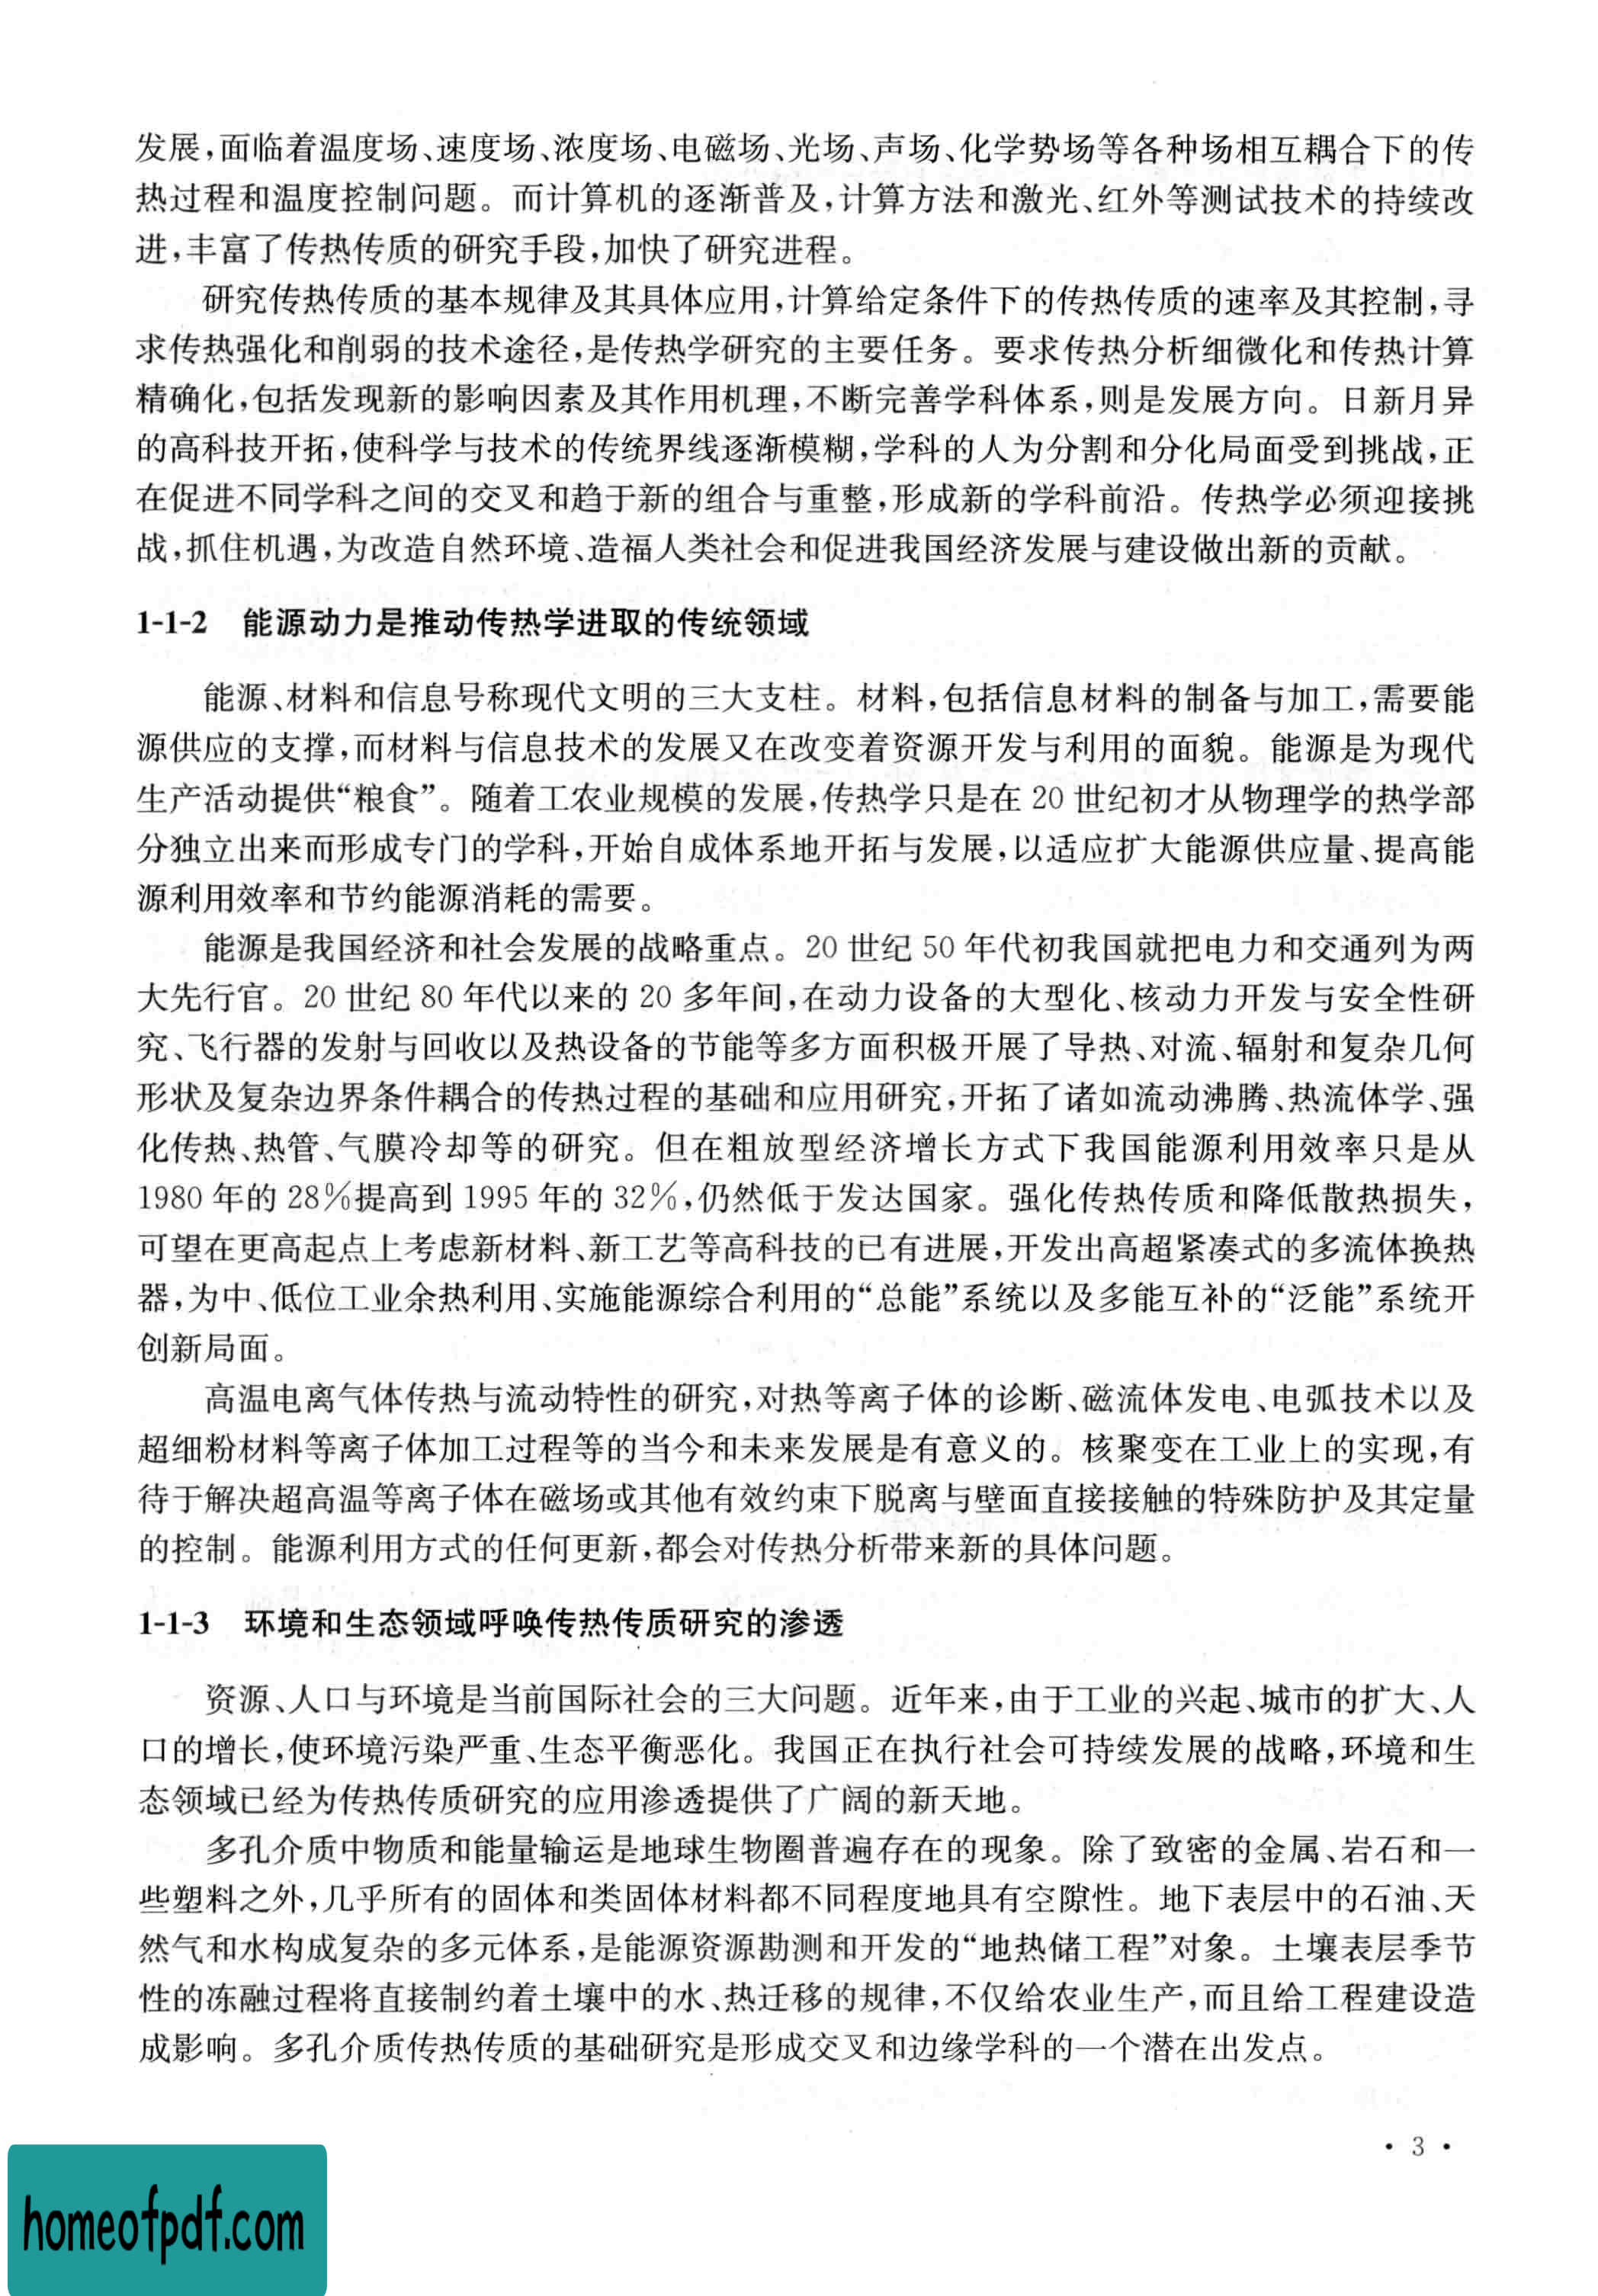 发展,面临着温度场、速度场、浓度场、电磁场、光场、声场、化学势场等各种场相互耦合下的传
热过程和温度控制问题。而计算机的逐渐普及,计算方法和激光、红外等测试技术的持续改
进,丰富了传热传质的研究手段,加快了研究进程。
研究传热传质的基本规律及其具体应用,计算给定条件下的传热传质的速率及其控制,寻
求传热强化和削弱的技术途径,是传热学研究的主要任务。要求传热分析细微化和传热计算
精确化,包括发现新的影响因素及其作用机理,不断完善学科体系,则是发展方向。日新月异
的高科技开拓,使科学与技术的传统界线逐渐模糊,学科的人为分割和分化局面受到挑战,正
在促进不同学科之间的交叉和趋于新的组合与重整,形成新的学科前沿。传热学必须迎接挑
战,抓住机遇,为改造自然环境、造福人类社会和促进我国经济发展与建设做出新的贡献。
1-1-2 能源动力是推动传热学进取的传统领域
能源、材料和信息号称现代文明的三大支柱。材料,包括信息材料的制备与加工,需要能
源供应的支撑,而材料与信息技术的发展又在改变着资源开发与利用的面貌。能源是为现代
生产活动提供“粮食”。随着工农业规模的发展,传热学只是在 20 世纪初才从物理学的热学部
分独立出来而形成专门的学科,开始自成体系地开拓与发展,以适应扩大能源供应量、提高能
源利用效率和节约能源消耗的需要。
能源是我国经济和社会发展的战略重点。20 世纪 50 年代初我国就把电力和交通列为两
大先行官。20 世纪 80 年代以来的 20 多年间,在动力设备的大型化、核动力开发与安全性研
究、飞行器的发射与回收以及热设备的节能等多方面积极开展了导热、对流、辐射和复杂几何
形状及复杂边界条件耦合的传热过程的基础和应用研究,开拓了诸如流动沸腾、热流体学、强
化传热、热管、气膜冷却等的研究。但在粗放型经济增长方式下我国能源利用效率只是从
1980 年的 28%提高到 1995 年的 32%,仍然低于发达国家。强化传热传质和降低散热损失,
可望在更高起点上考虑新材料、新工艺等高科技的已有进展,开发出高超紧凑式的多流体换热
器,为中、低位工业余热利用、实施能源综合利用的“总能”系统以及多能互补的“泛能”系统开
创新局面。
高温电离气体传热与流动特性的研究,对热等离子体的诊断、磁流体发电、电弧技术以及
超细粉材料等离子体加工过程等的当今和未来发展是有意义的。核聚变在工业上的实现,有
待于解决超高温等离子体在磁场或其他有效约束下脱离与壁面直接接触的特殊防护及其定量
的控制。能源利用方式的任何更新,都会对传热分析带来新的具体问题。
1-1-3 环境和生态领域呼唤传热传质研究的渗透
资源、人口与环境是当前国际社会的三大问题。近年来,由于工业的兴起、城市的扩大、人
口的增长,使环境污染严重、生态平衡恶化。我国正在执行社会可持续发展的战略,环境和生
态领域已经为传热传质研究的应用渗透提供了广阔的新天地。
多孔介质中物质和能量输运是地球生物圈普遍存在的现象。除了致密的金属、岩石和一
些塑料之外,几乎所有的固体和类固体材料都不同程度地具有空隙性。地下表层中的石油、天
然气和水构成复杂的多元体系,是能源资源勘测和开发的“地热储工程”对象。土壤表层季节
性的冻融过程将直接制约着土壤中的水、热迁移的规律,不仅给农业生产,而且给工程建设造
成影响。多孔介质传热传质的基础研究是形成交叉和边缘学科的一个潜在出发点。
· 3 ·
homeofpdf.com